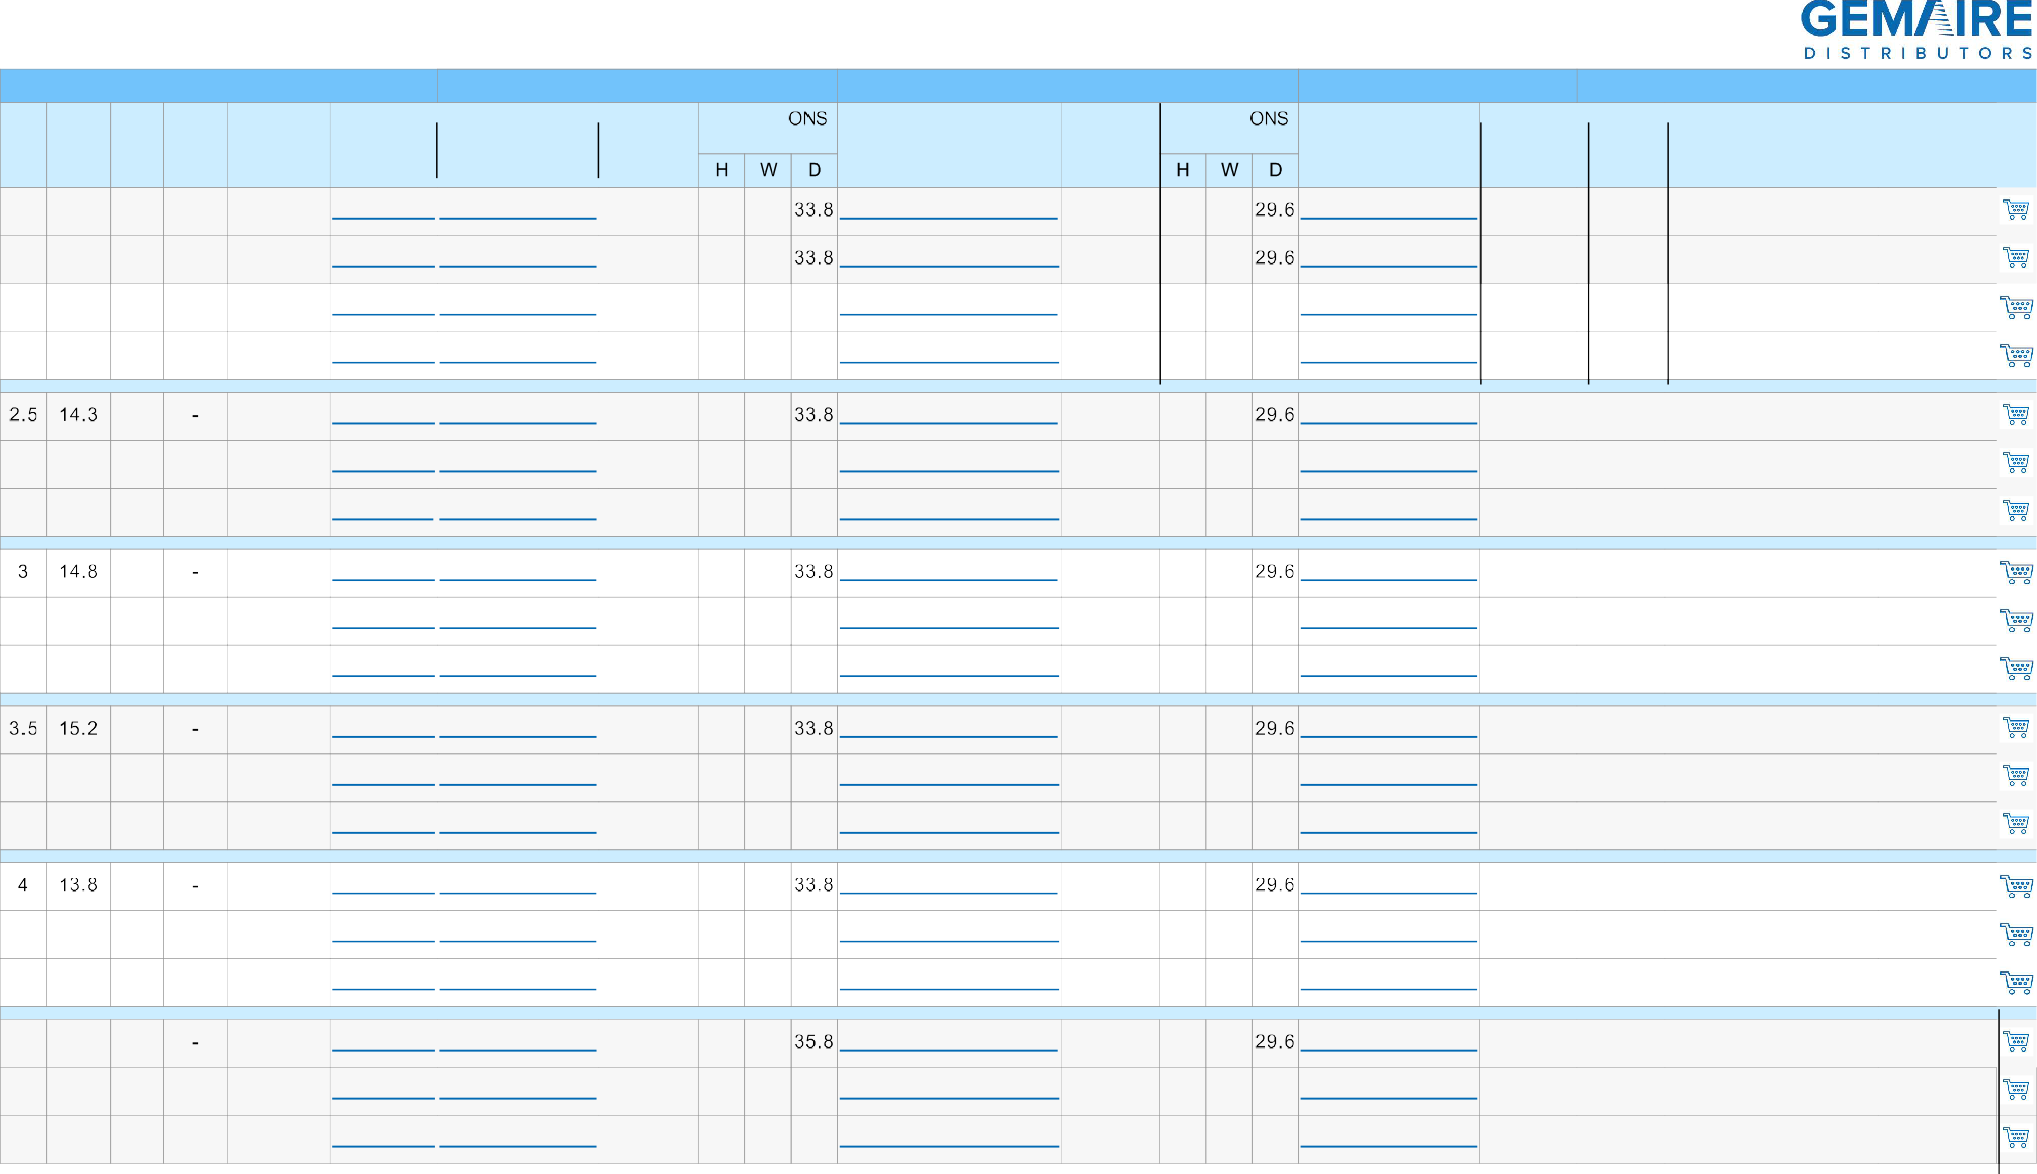 GEMAIRE
DISTRIBUTORS
ONS ONS
H W D H W D
33.8 29.6
33.8 29.6
2.5 14.3 - 33.8 29.6
3 14.8 - 33.8 29.6
3.5 15.2 - 33.8 29.6
4 13.8 - 33.8 29.6
- 35.8 29.6